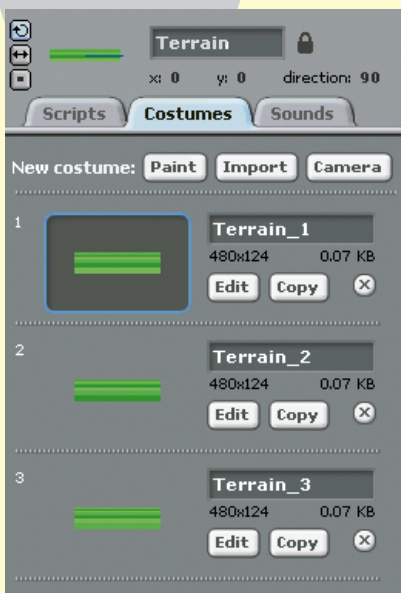 Terrain
x: 0 y: 0 direction: 90
Scripts Costumes Sounds
New costume: Paint Import Camera
1
Terrain_1
480x124 0.07 KB
Edit Copy
2
Terrain_2
480x124 0.07 KB
Edit Copy
3
Terrain_3
480x124 0.07 KB
Edit Copy